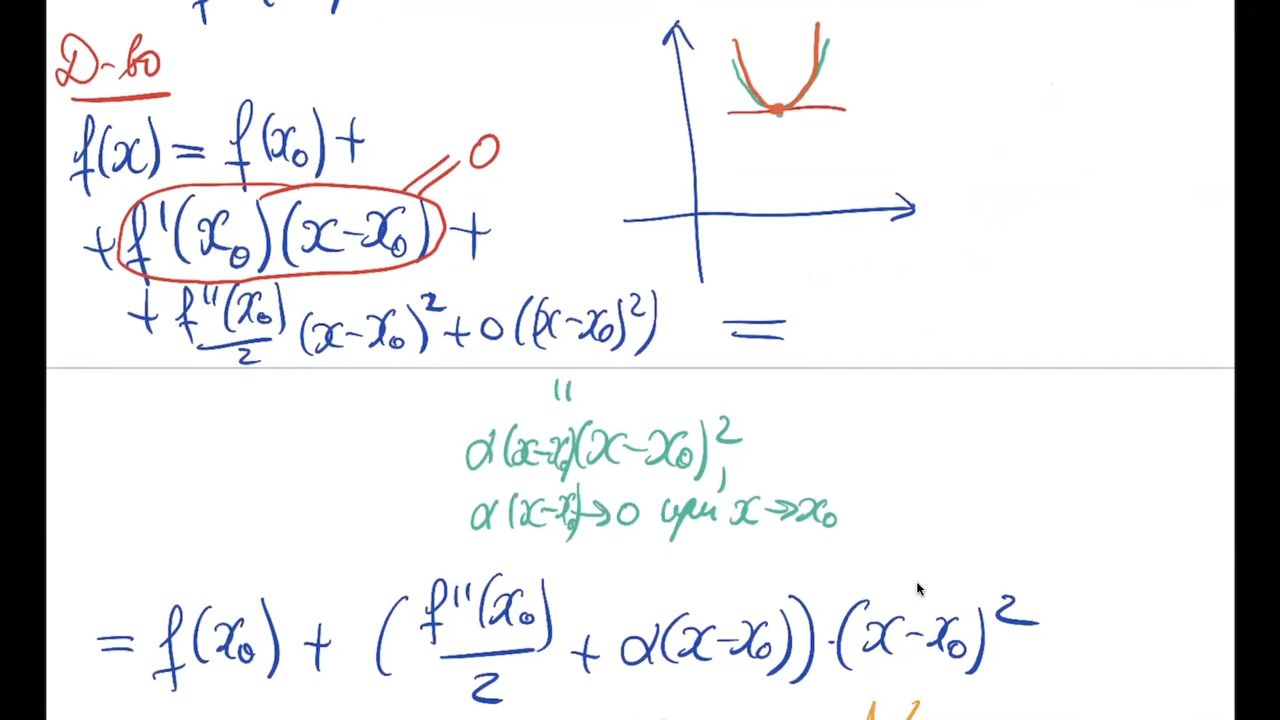 Д-во
f(x) = f(x₀) +
+ f'(x₀)(x-x₀) + = 0
+ f''(x₀)/2 (x-x₀)² + o((x-x₀)²) =
"
α(x-x₀)(x-x₀)²,
α(x-x₀)→0 при x→x₀
= f(x₀) + (f''(x₀)/2 + α(x-x₀))·(x-x₀)²